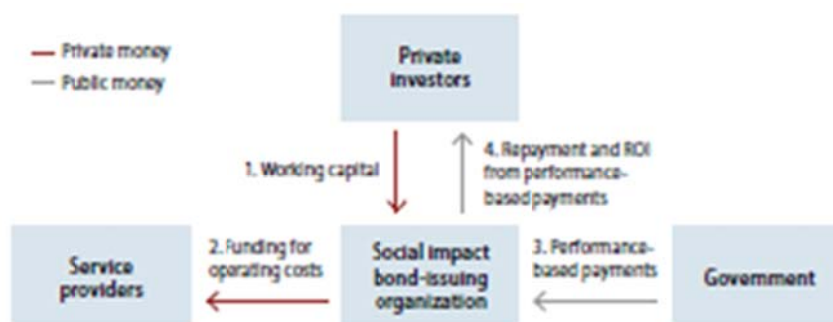 Private money
Public money
Private
investors
1. Working capital
4. Repayment and ROI
from performance-
based payments
Service
providers
2. Funding for
operating costs
Social impact
bond-issuing
organization
3. Performance-
based payments
Government